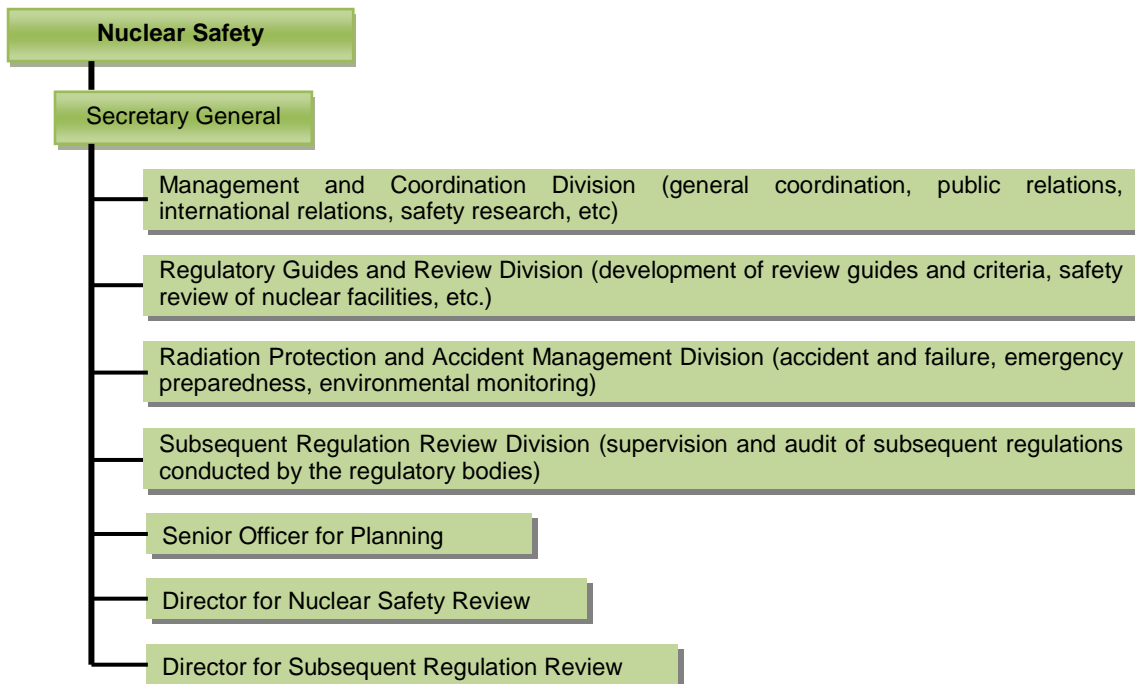 Nuclear Safety
Secretary General
Management and Coordination Division (general coordination, public relations,
international relations, safety research, etc)
Regulatory Guides and Review Division (development of review guides and criteria, safety
review of nuclear facilities, etc.)
Radiation Protection and Accident Management Division (accident and failure, emergency
preparedness, environmental monitoring)
Subsequent Regulation Review Division (supervision and audit of subsequent regulations
conducted by the regulatory bodies)
Senior Officer for Planning
Director for Nuclear Safety Review
Director for Subsequent Regulation Review